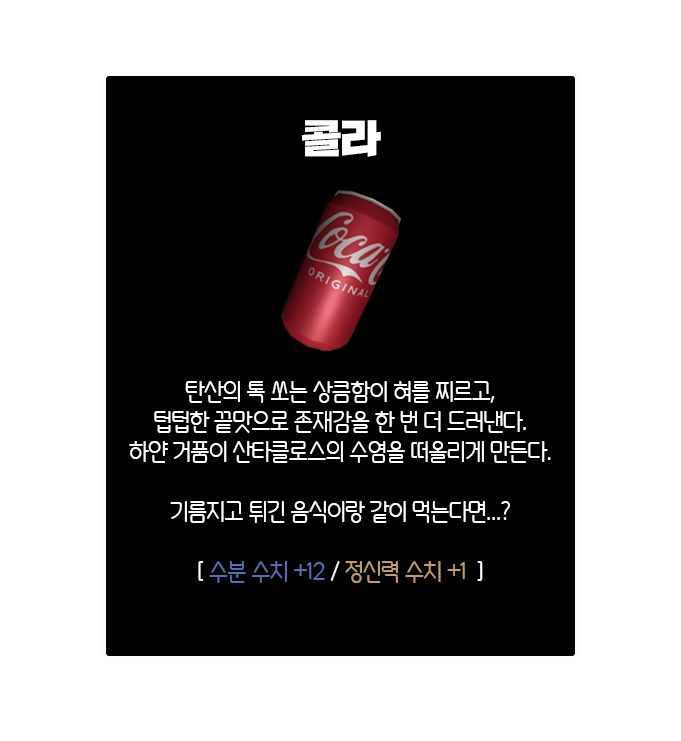 콜라
Coca-C
ORIGINAL
탄산의 톡 쏘는 상큼함이 혀를 찌르고,
텁텁한 끝맛으로 존재감을 한 번 더 드러낸다.
하얀 거품이 산타클로스의 수염을 떠올리게 만든다.
기름지고 튀긴 음식이랑 같이 먹는다면...?
[ 수분 수치 +12 / 정신력 수치 +1 ]